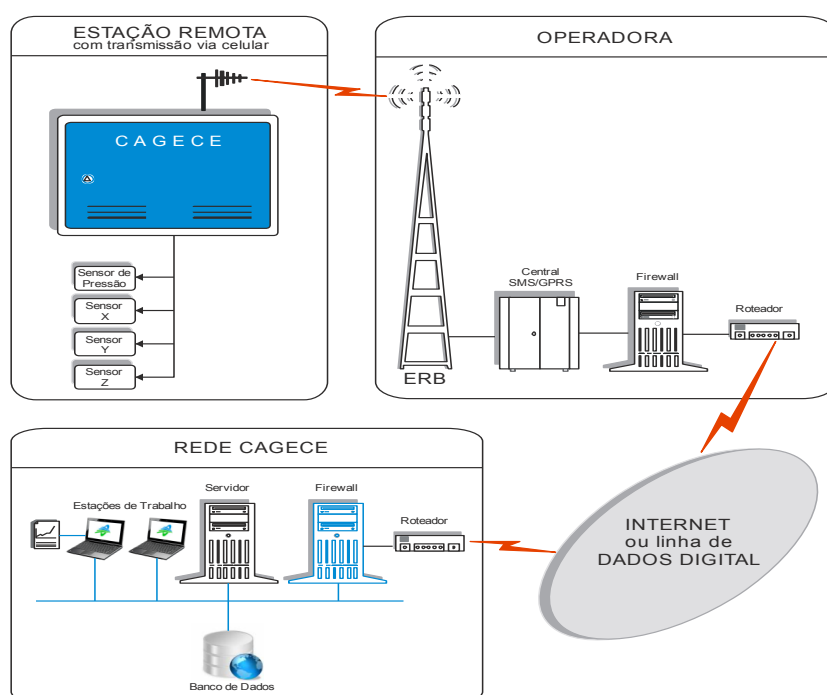 ESTAÇÃO REMOTA
com transmissão via celular
CAGECE
Sensor de
Pressão
Sensor
X
Sensor
Y
Sensor
Z
OPERADORA
ERB
Central
SMS/GPRS
Firewall
Roteador
INTERNET
ou linha de
DADOS DIGITAL
REDE CAGECE
Estações de Trabalho
Servidor
Firewall
Roteador
Banco de Dados